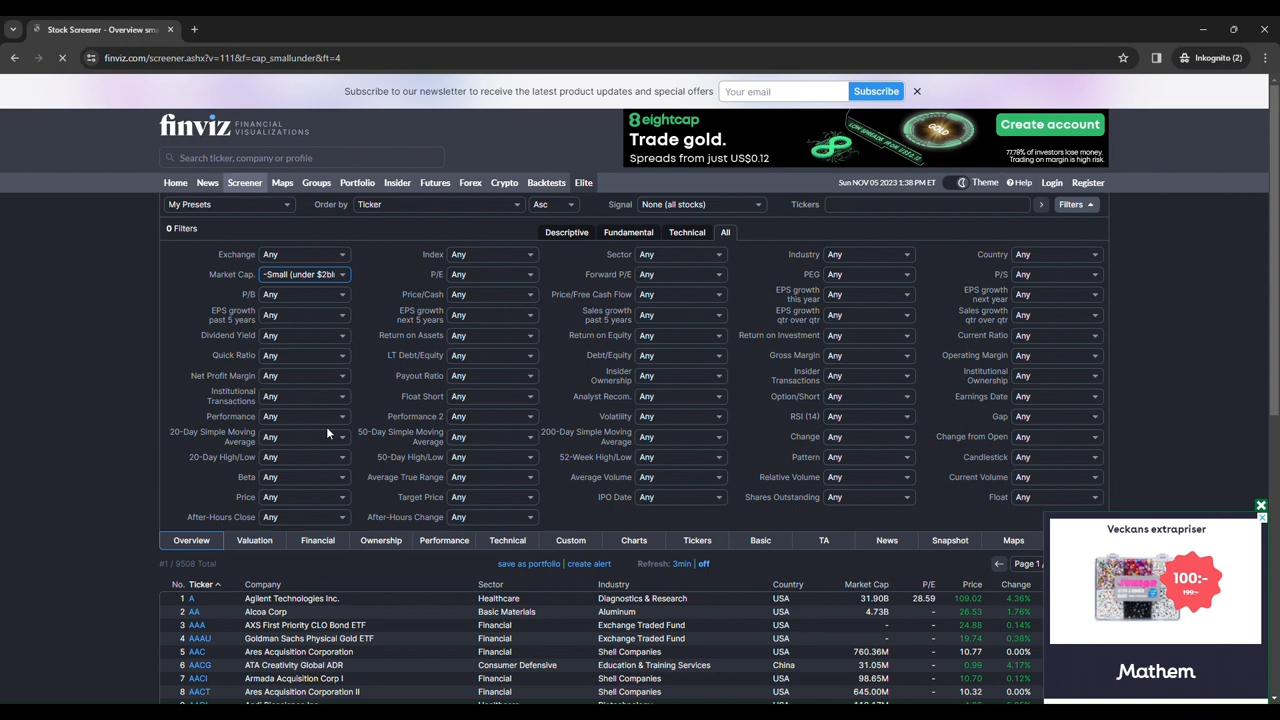 Stock Screener - Overview sma
finviz.com/screener.ashx?v=111&f=cap_smallunder&ft=4
Inkognito (2)
Subscribe to our newsletter to receive the latest product updates and special offers Your email Subscribe
finviz FINANCIAL VISUALIZATIONS
8 eightcap
Trade gold.
Spreads from just US$0.12
GOLD
Create account
77.78% of investors lose money.
Trading on margin is high risk.
Search ticker, company or profile
Home News Screener Maps Groups Portfolio Insider Futures Forex Crypto Backtests Elite Sun NOV 05 2023 1:38 PM ET Theme Help Login Register
My Presets Order by Ticker Asc Signal None (all stocks) Tickers Filters
0 Filters Descriptive Fundamental Technical All
Exchange Any Index Any Sector Any Industry Any Country Any
Market Cap. -Small (under $2bln P/E Any Forward P/E Any PEG Any P/S Any
P/B Any Price/Cash Any Price/Free Cash Flow Any EPS growth this year Any EPS growth next year Any
EPS growth past 5 years Any EPS growth next 5 years Any Sales growth past 5 years Any EPS growth qtr over qtr Any Sales growth qtr over qtr Any
Dividend Yield Any Return on Assets Any Return on Equity Any Return on Investment Any Current Ratio Any
Quick Ratio Any LT Debt/Equity Any Debt/Equity Any Gross Margin Any Operating Margin Any
Net Profit Margin Any Payout Ratio Any Insider Ownership Any Insider Transactions Any Institutional Ownership Any
Institutional Transactions Any Float Short Any Analyst Recom. Any Option/Short Any Earnings Date Any
Performance Any Performance 2 Any Volatility Any RSI (14) Any Gap Any
20-Day Simple Moving Average Any 50-Day Simple Moving Average Any 200-Day Simple Moving Average Any Change Any Change from Open Any
20-Day High/Low Any 50-Day High/Low Any 52-Week High/Low Any Pattern Any Candlestick Any
Beta Any Average True Range Any Average Volume Any Relative Volume Any Current Volume Any
Price Any Target Price Any IPO Date Any Shares Outstanding Any Float Any
After-Hours Close Any After-Hours Change Any
Overview Valuation Financial Ownership Performance Technical Custom Charts Tickers Basic TA News Snapshot Maps
#1 / 9508 Total save as portfolio | create alert Refresh: 3min | off Page 1
No. Ticker Company Sector Industry Country Market Cap P/E Price Change
1 A Agilent Technologies Inc. Healthcare Diagnostics & Research USA 31.90B 28.59 109.02 4.36%
2 AA Alcoa Corp Basic Materials Aluminum USA 4.73B - 26.53 1.76%
3 AAA AXS First Priority CLO Bond ETF Financial Exchange Traded Fund USA - - 24.88 0.14%
4 AAAU Goldman Sachs Physical Gold ETF Financial Exchange Traded Fund USA - - 19.74 0.38%
5 AAC Ares Acquisition Corporation Financial Shell Companies USA 760.36M - 10.77 0.00%
6 AACG ATA Creativity Global ADR Consumer Defensive Education & Training Services China 31.05M - 0.99 4.17%
7 AACI Armada Acquisition Corp I Financial Shell Companies USA 98.65M - 10.70 0.12%
8 AACT Ares Acquisition Corporation II Financial Shell Companies USA 645.00M - 10.32 0.00%
Veckans extrapriser
100:-
199:-
Mathem